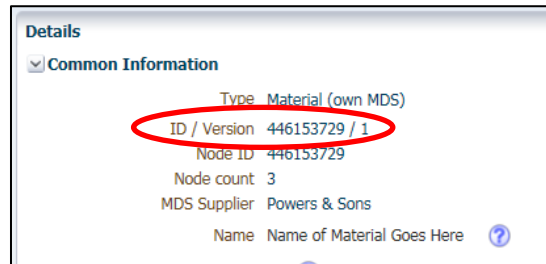 Details
Common Information
Type Material (own MDS)
ID / Version 446153729 / 1
Node ID 446153729
Node count 3
MDS Supplier Powers & Sons
Name Name of Material Goes Here ?